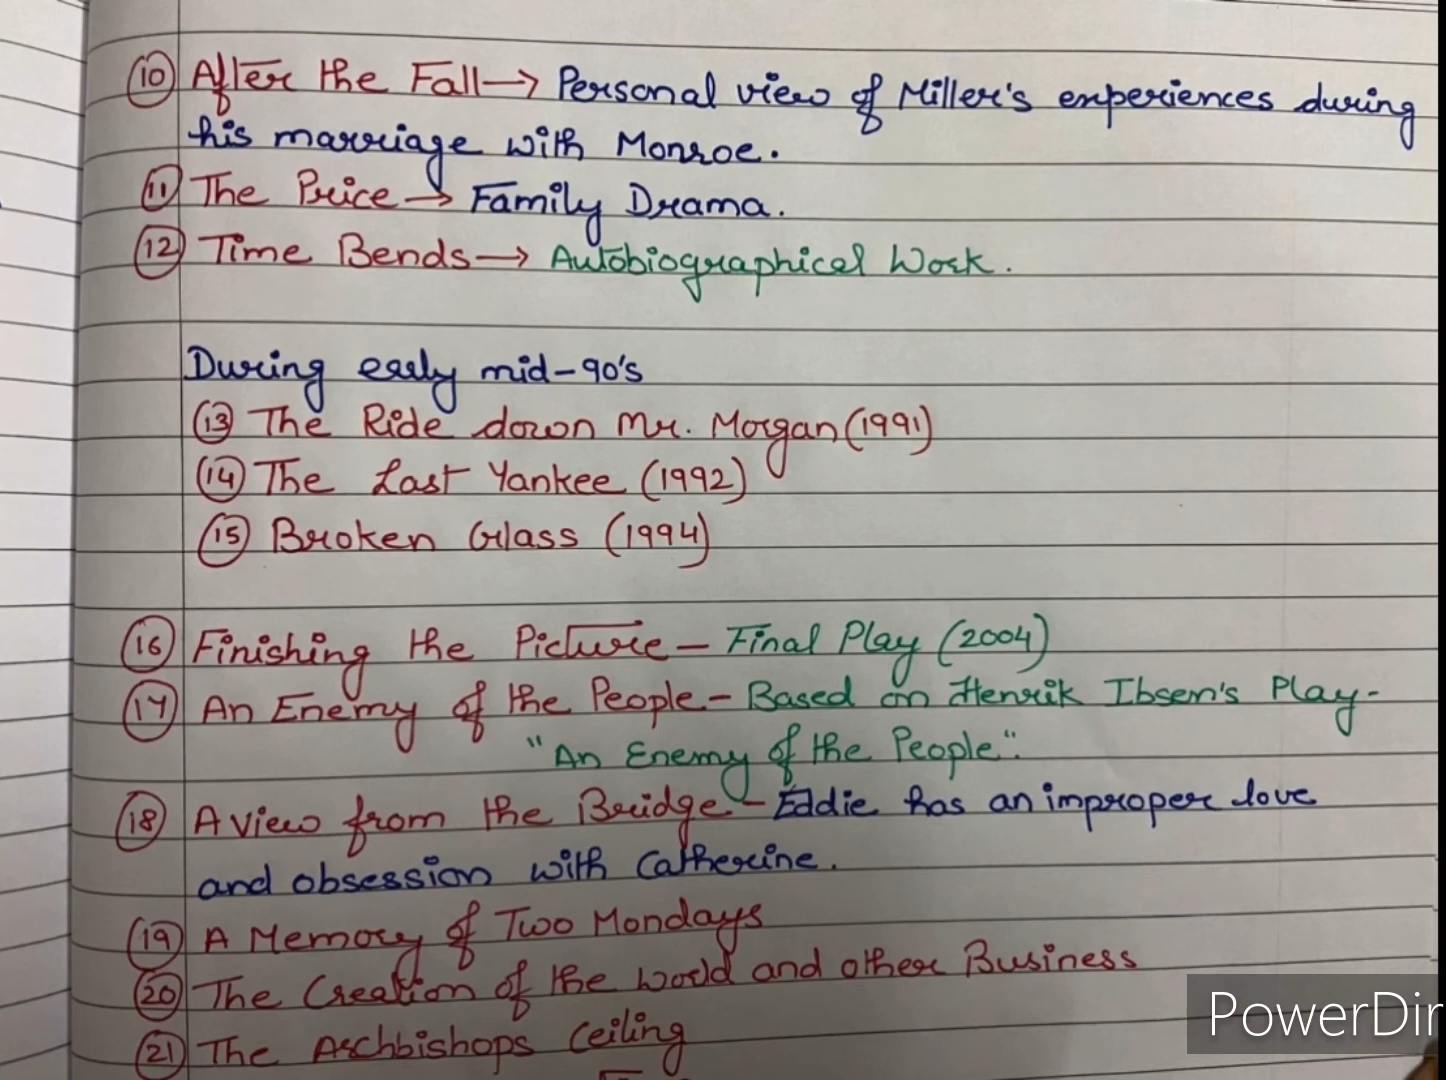 10 After the Fall → Personal view of Miller's experiences during
his marriage with Monroe.
11 The Price → Family Drama.
12 Time Bends → Autobiographical Work.
During early mid-90's
13 The Ride down Mr. Morgan (1991)
14 The Last Yankee (1992)
15 Broken Glass (1994)
16 Finishing the Picture - Final Play (2004)
17 An Enemy of the People - Based on Henrik Ibsen's Play-
"An Enemy of the People".
18 A View from the Bridge - Eddie has an improper love
and obsession with Catherine.
19 A Memory of Two Mondays
20 The Creation of the World and other Business
21 The Archbishops Ceiling
PowerDir